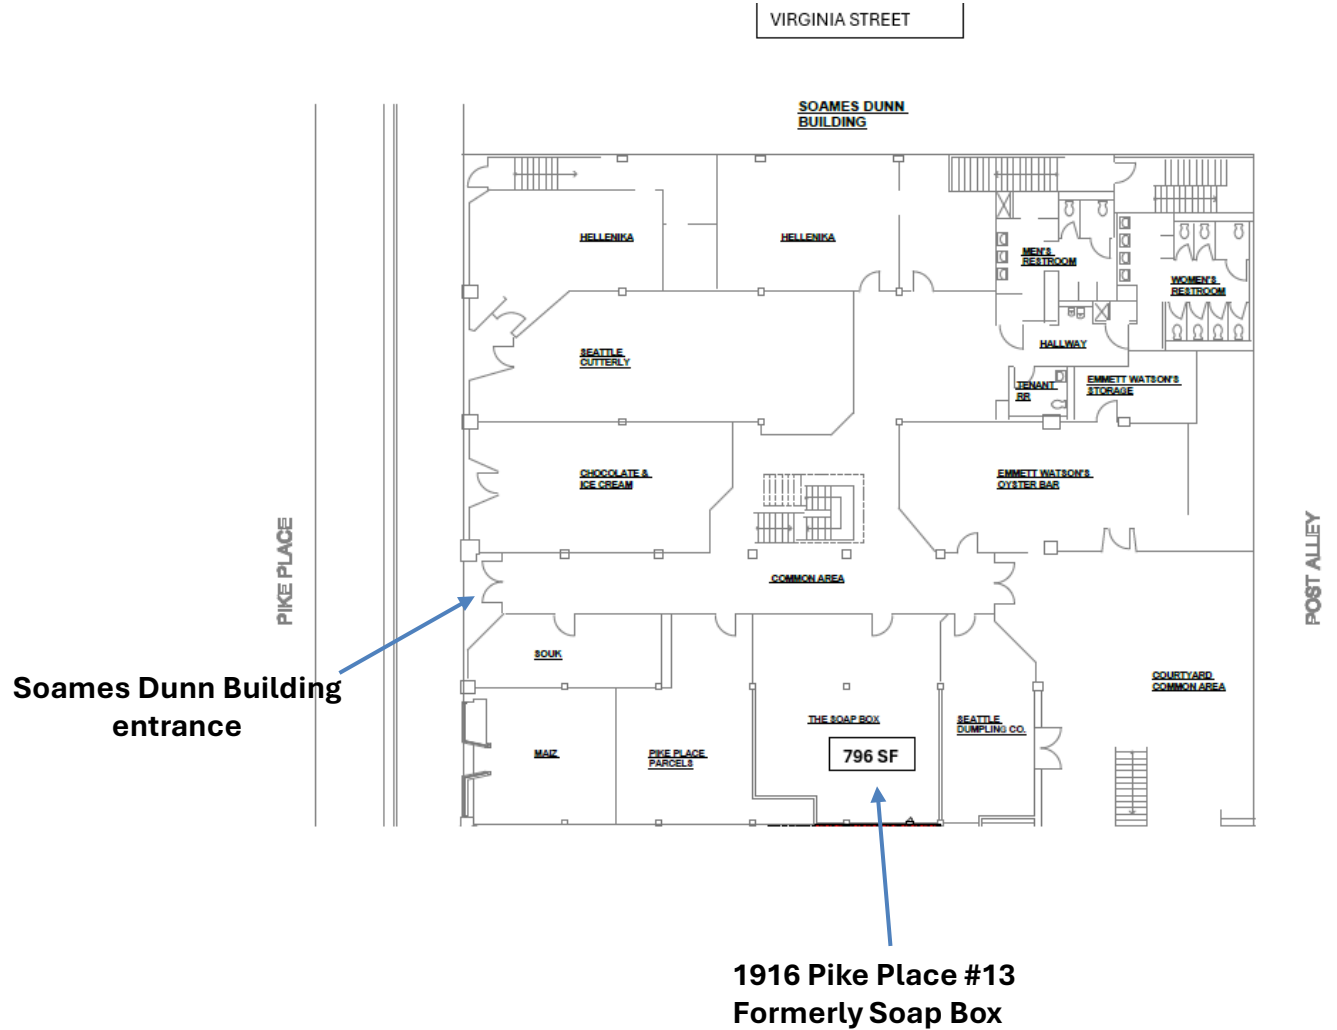 VIRGINIA STREET
SOAMES DUNN
BUILDING
HELLENIKA
HELLENIKA
MEN'S
RESTROOM
WOMEN'S
RESTROOM
HALLWAY
SEATTLE
CUTTERLY
TENANT
RR
EMMETT WATSON'S
STORAGE
CHOCOLATE &
ICE CREAM
EMMETT WATSON'S
OYSTER BAR
PIKE PLACE
POST ALLEY
COMMON AREA
SOUK
Soames Dunn Building
entrance
COURTYARD
COMMON AREA
THE SOAP BOX
SEATTLE
DUMPLING CO.
MAIZ
PIKE PLACE
PARCELS
796 SF
1916 Pike Place #13
Formerly Soap Box